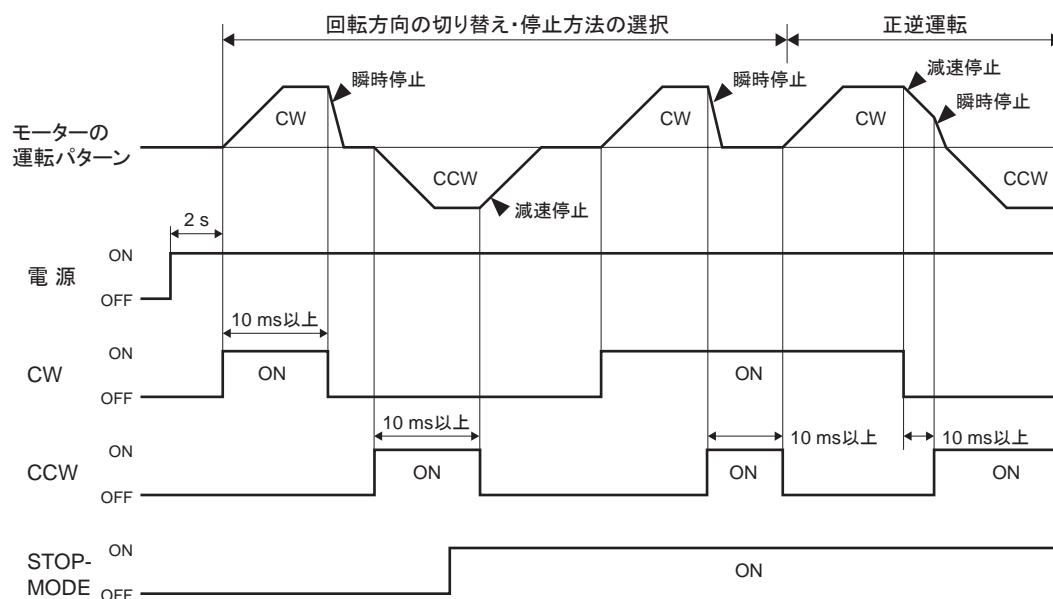 回転方向の切り替え・停止方法の選択
正逆運転
瞬時停止
瞬時停止
減速停止
瞬時停止
モーターの
運転パターン
CW
CW
CW
CCW
CCW
減速停止
2 s
電 源
ON
OFF
10 ms以上
CW
ON
OFF
ON
ON
10 ms以上
10 ms以上
10 ms以上
CCW
ON
OFF
ON
ON
ON
STOP-
MODE
ON
OFF
ON